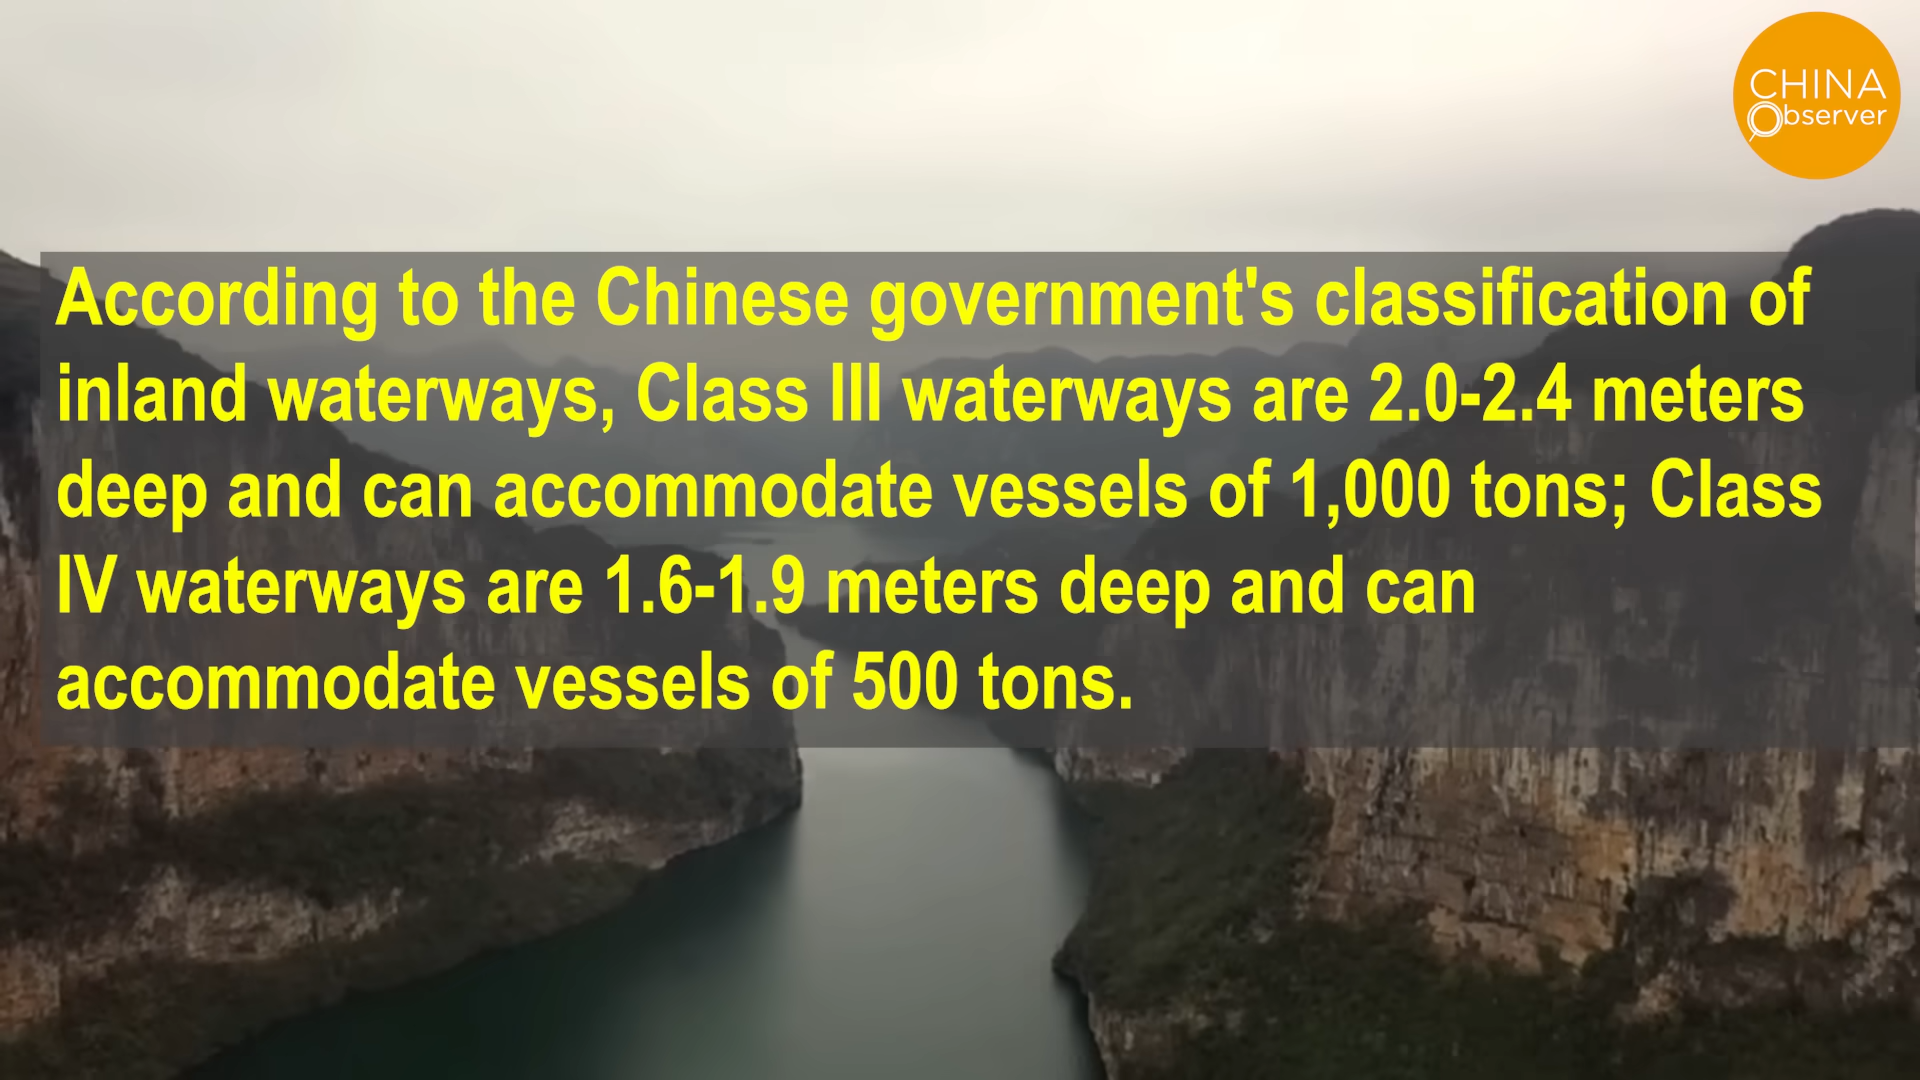 CHINA
Observer
According to the Chinese government's classification of
inland waterways, Class III waterways are 2.0-2.4 meters
deep and can accommodate vessels of 1,000 tons; Class
IV waterways are 1.6-1.9 meters deep and can
accommodate vessels of 500 tons.